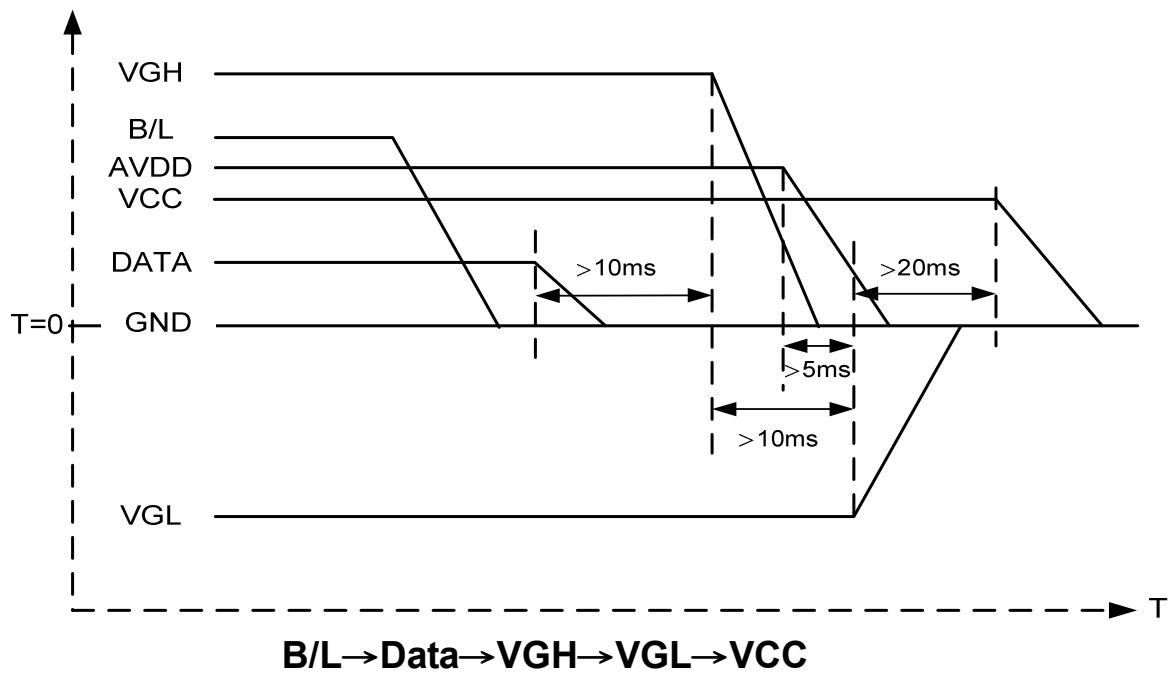 VGH
B/L
AVDD
VCC
DATA
>10ms
>20ms
T=0
GND
>5ms
>10ms
VGL
T
B/L→Data→VGH→VGL→VCC